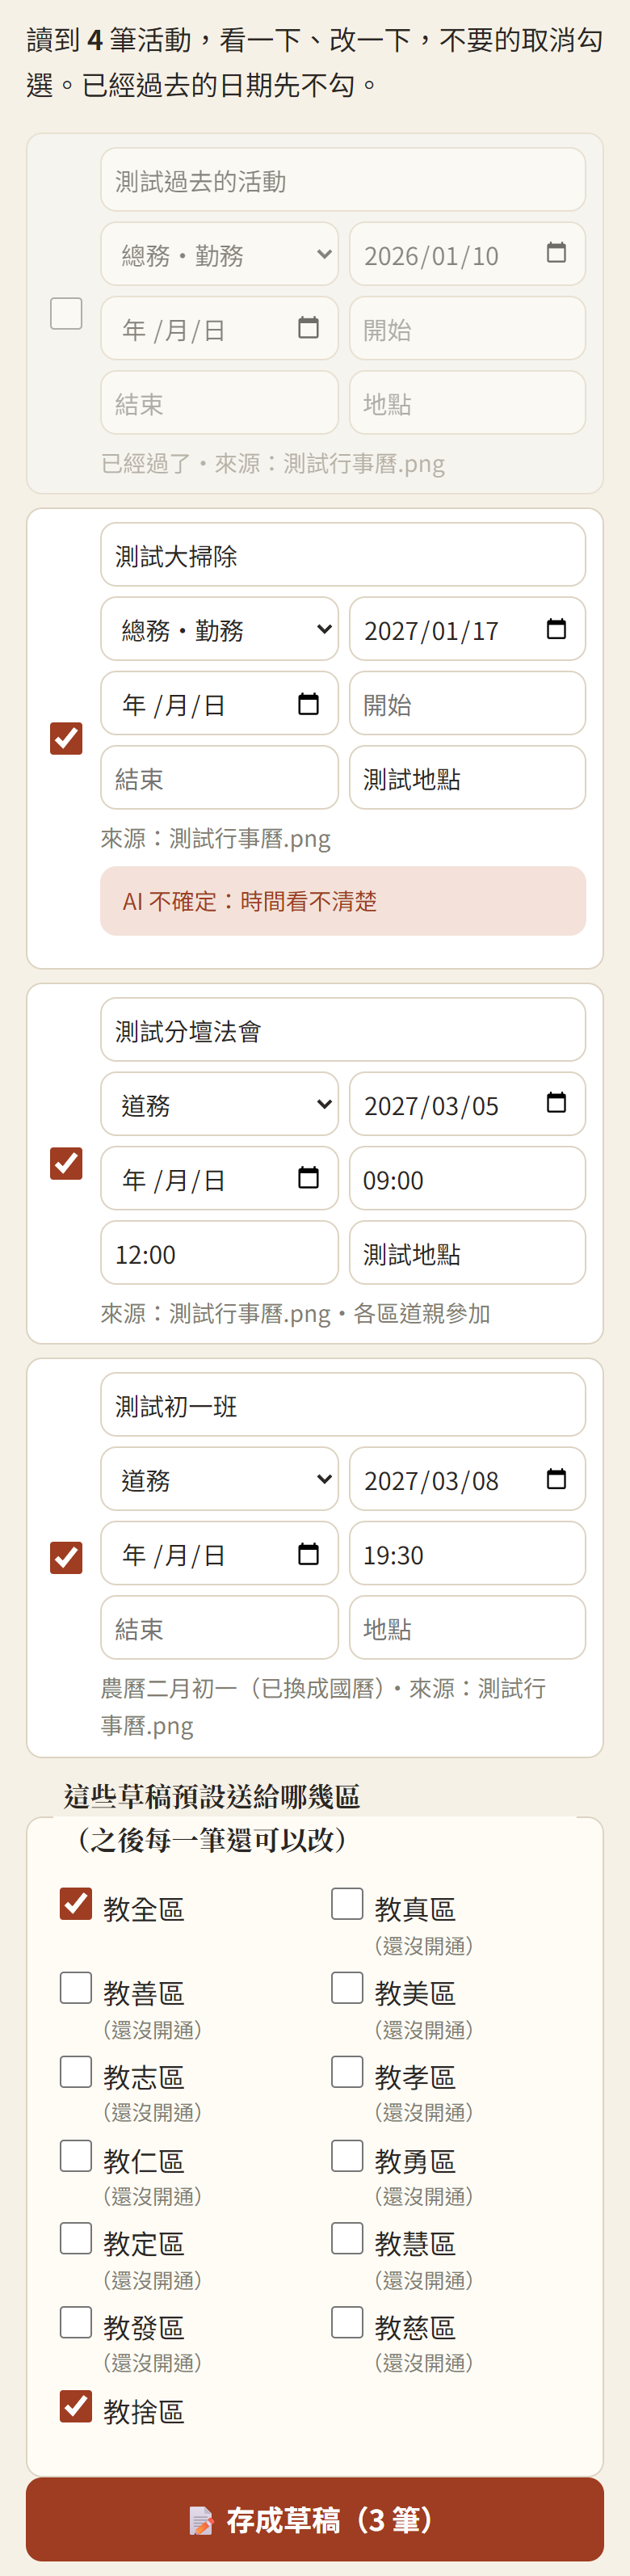 讀到 4 筆活動，看一下、改一下，不要的取消勾
選。已經過去的日期先不勾。
測試過去的活動
總務・勤務 2026/01/10
年 /月/日 開始
結束 地點
已經過了・來源：測試行事曆.png
測試大掃除
總務・勤務 2027/01/17
年 /月/日 開始
結束 測試地點
來源：測試行事曆.png
AI 不確定：時間看不清楚
測試分壇法會
道務 2027/03/05
年 /月/日 09:00
12:00 測試地點
來源：測試行事曆.png・各區道親參加
測試初一班
道務 2027/03/08
年 /月/日 19:30
結束 地點
農曆二月初一（已換成國曆）・來源：測試行
事曆.png
這些草稿預設送給哪幾區
（之後每一筆還可以改）
教全區 教真區
（還沒開通）
教善區 教美區
（還沒開通） （還沒開通）
教志區 教孝區
（還沒開通） （還沒開通）
教仁區 教勇區
（還沒開通） （還沒開通）
教定區 教慧區
（還沒開通） （還沒開通）
教發區 教慈區
（還沒開通） （還沒開通）
教捨區
存成草稿（3 筆）